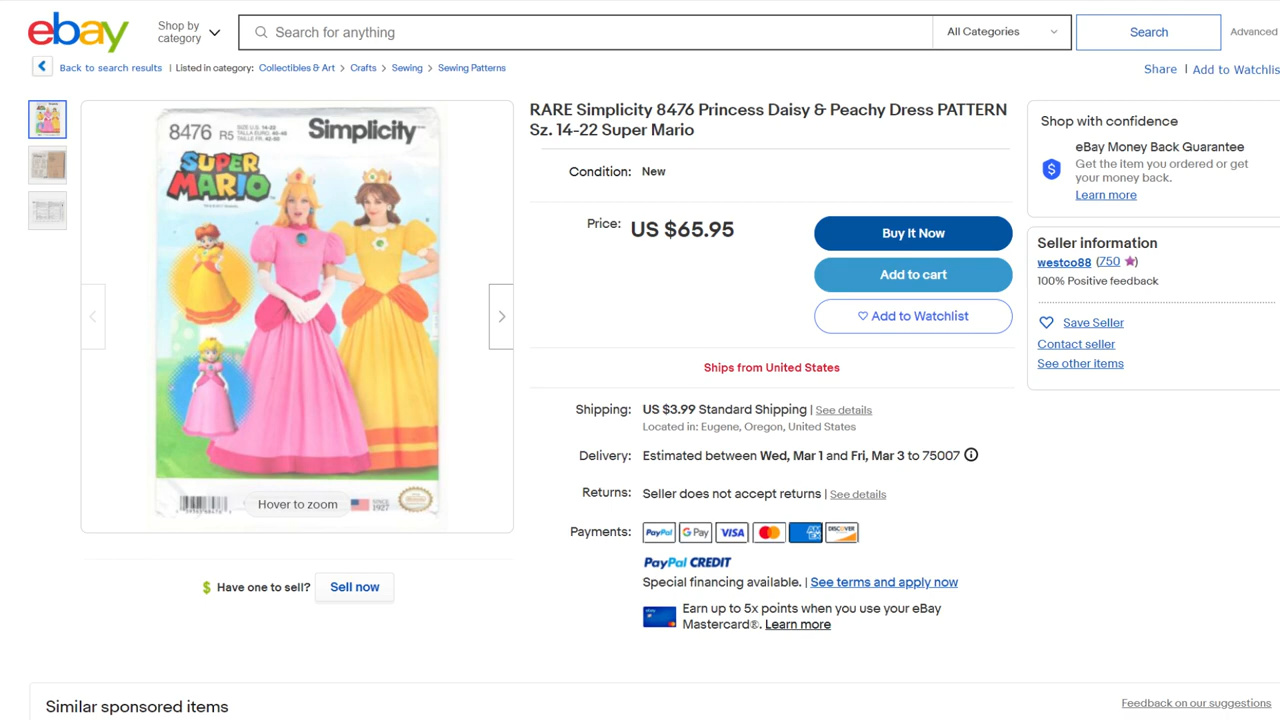 ebay
Shop by
category
Search for anything
All Categories
Search
Advanced
Back to search results | Listed in category: Collectibles & Art > Crafts > Sewing > Sewing Patterns
Share | Add to Watchlis
8476 R5
Simplicity
SUPER
MARIO
Hover to zoom
SINCE
1927
$ Have one to sell? Sell now
RARE Simplicity 8476 Princess Daisy & Peachy Dress PATTERN
Sz. 14-22 Super Mario
Condition: New
Price: US $65.95
Buy It Now
Add to cart
Add to Watchlist
Ships from United States
Shipping: US $3.99 Standard Shipping | See details
Located in: Eugene, Oregon, United States
Delivery: Estimated between Wed, Mar 1 and Fri, Mar 3 to 75007
Returns: Seller does not accept returns | See details
Payments: PayPal G Pay VISA AMEX DISCOVER
PayPal CREDIT
Special financing available. | See terms and apply now
Earn up to 5x points when you use your eBay
Mastercard®. Learn more
Shop with confidence
eBay Money Back Guarantee
Get the item you ordered or get
your money back.
Learn more
Seller information
westco88 (750)
100% Positive feedback
Save Seller
Contact seller
See other items
Similar sponsored items
Feedback on our suggestions